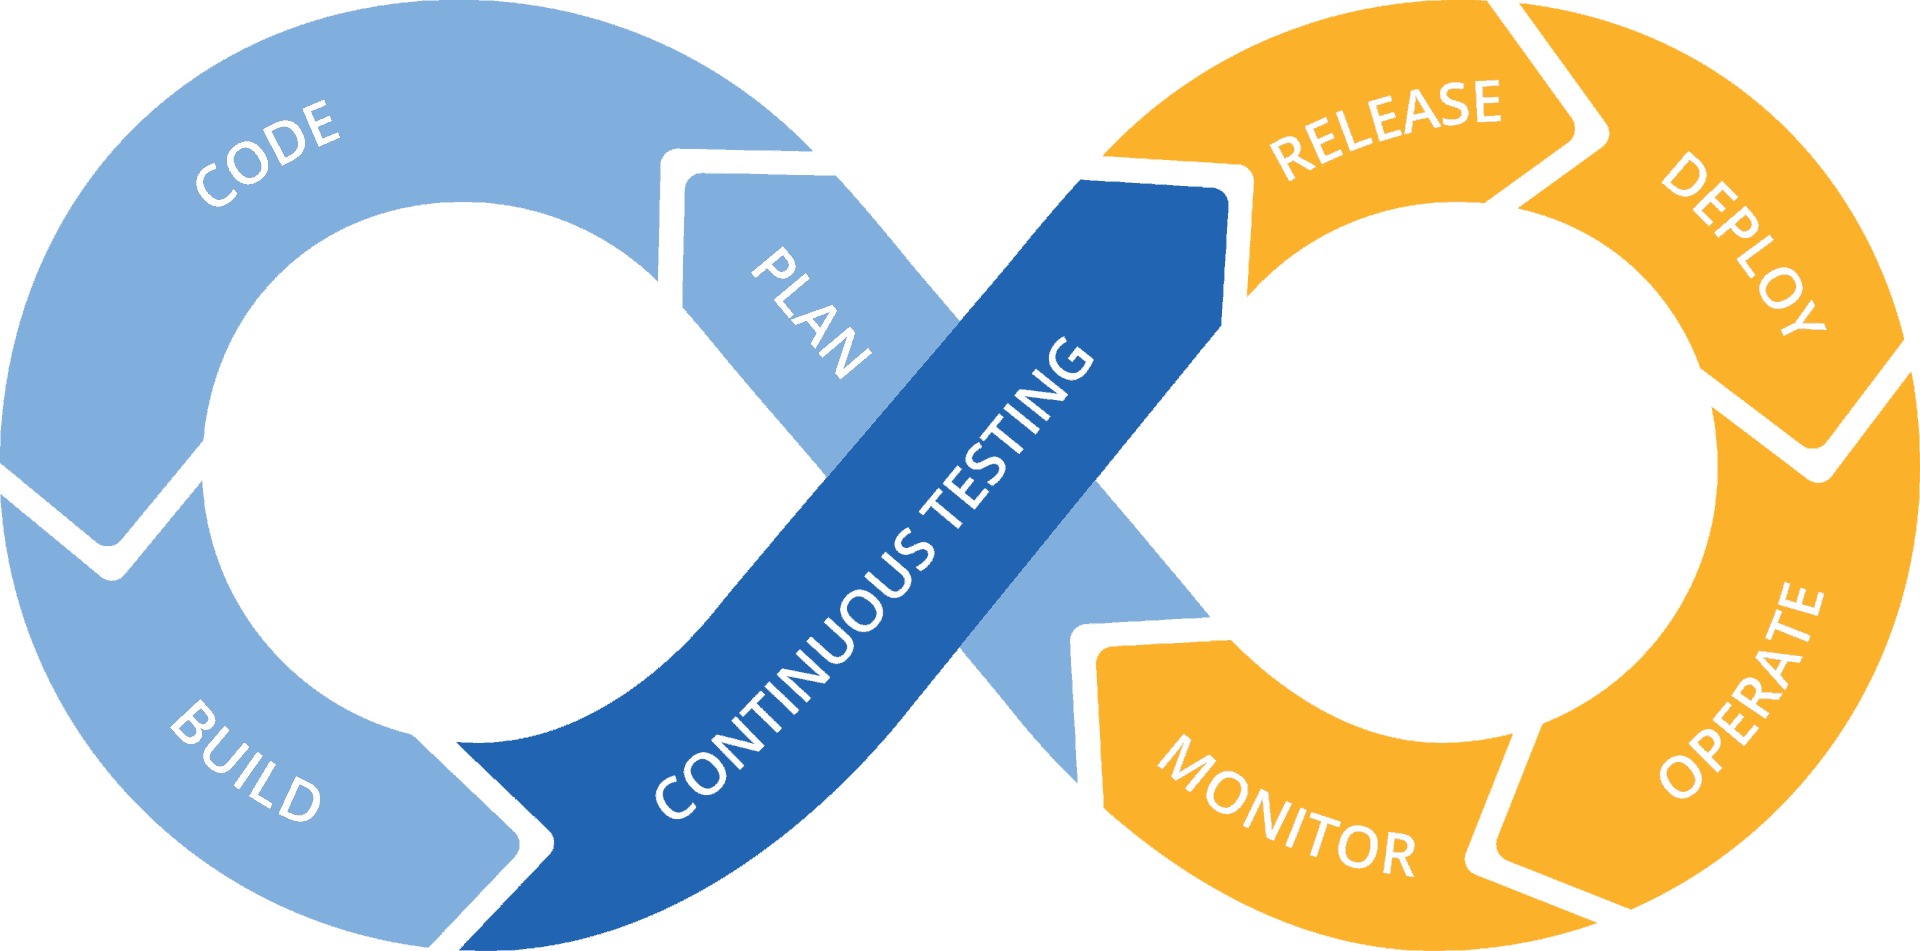 CODE
PLAN
BUILD
CONTINUOUS TESTING
RELEASE
DEPLOY
OPERATE
MONITOR